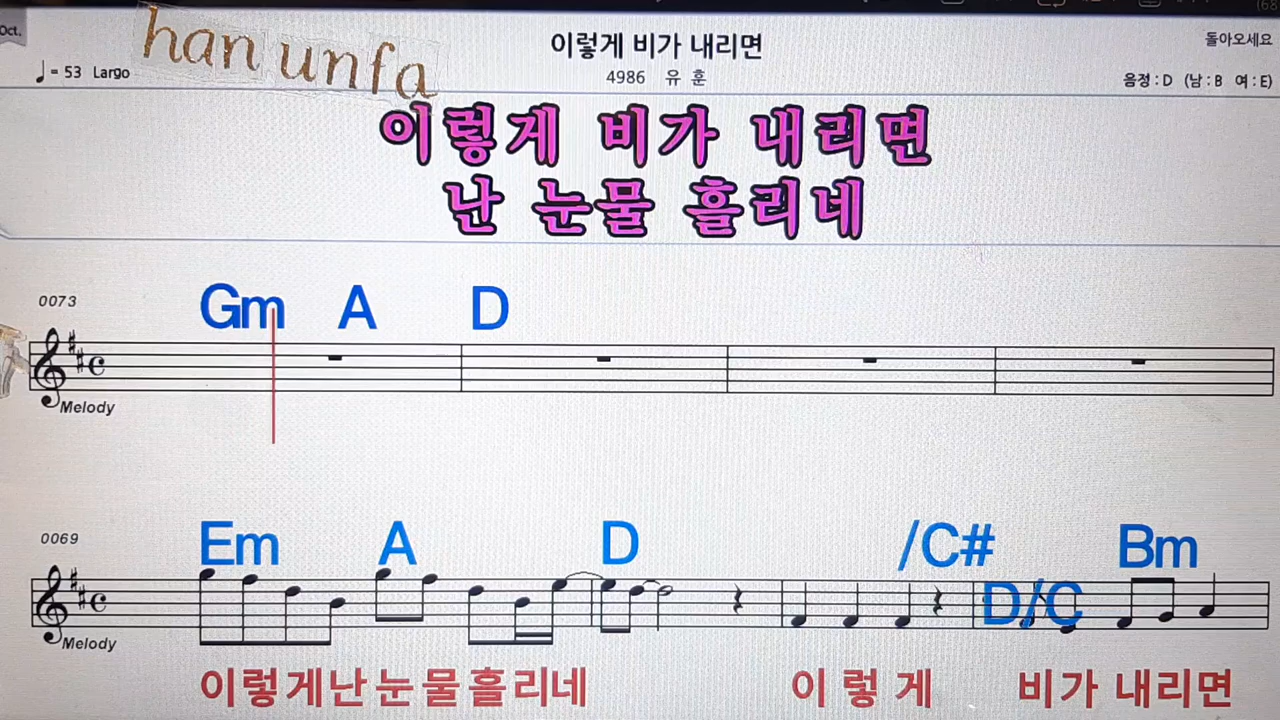 Oct.
han unfa
이렇게 비가 내리면
돌아오세요
♩= 53 Largo
4986 유 훈
음정 : D (남 : B 여 : E)
이렇게 비가 내리면
난 눈물 흘리네
0073
Gm A D
Melody
0069
Em A D /C# Bm
D/C
Melody
이렇게난눈물흘리네 이 렇 게 비가 내리면